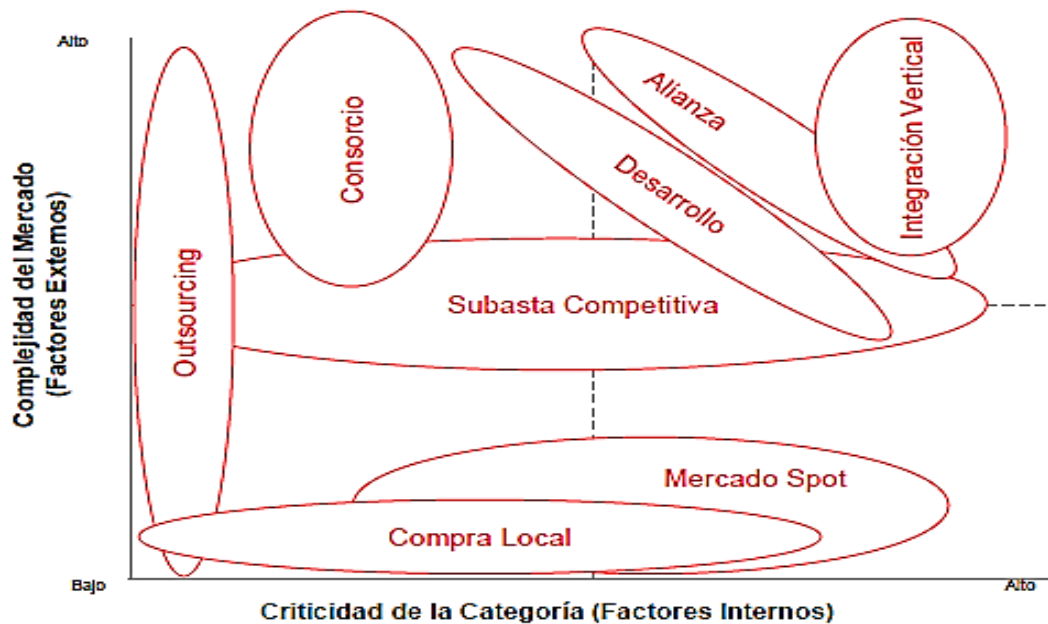 Alto
Complejidad del Mercado
(Factores Externos)
Outsourcing
Consorcio
Alianza
Desarrollo
Integración Vertical
Subasta Competitiva
Mercado Spot
Compra Local
Bajo
Alto
Criticidad de la Categoría (Factores Internos)